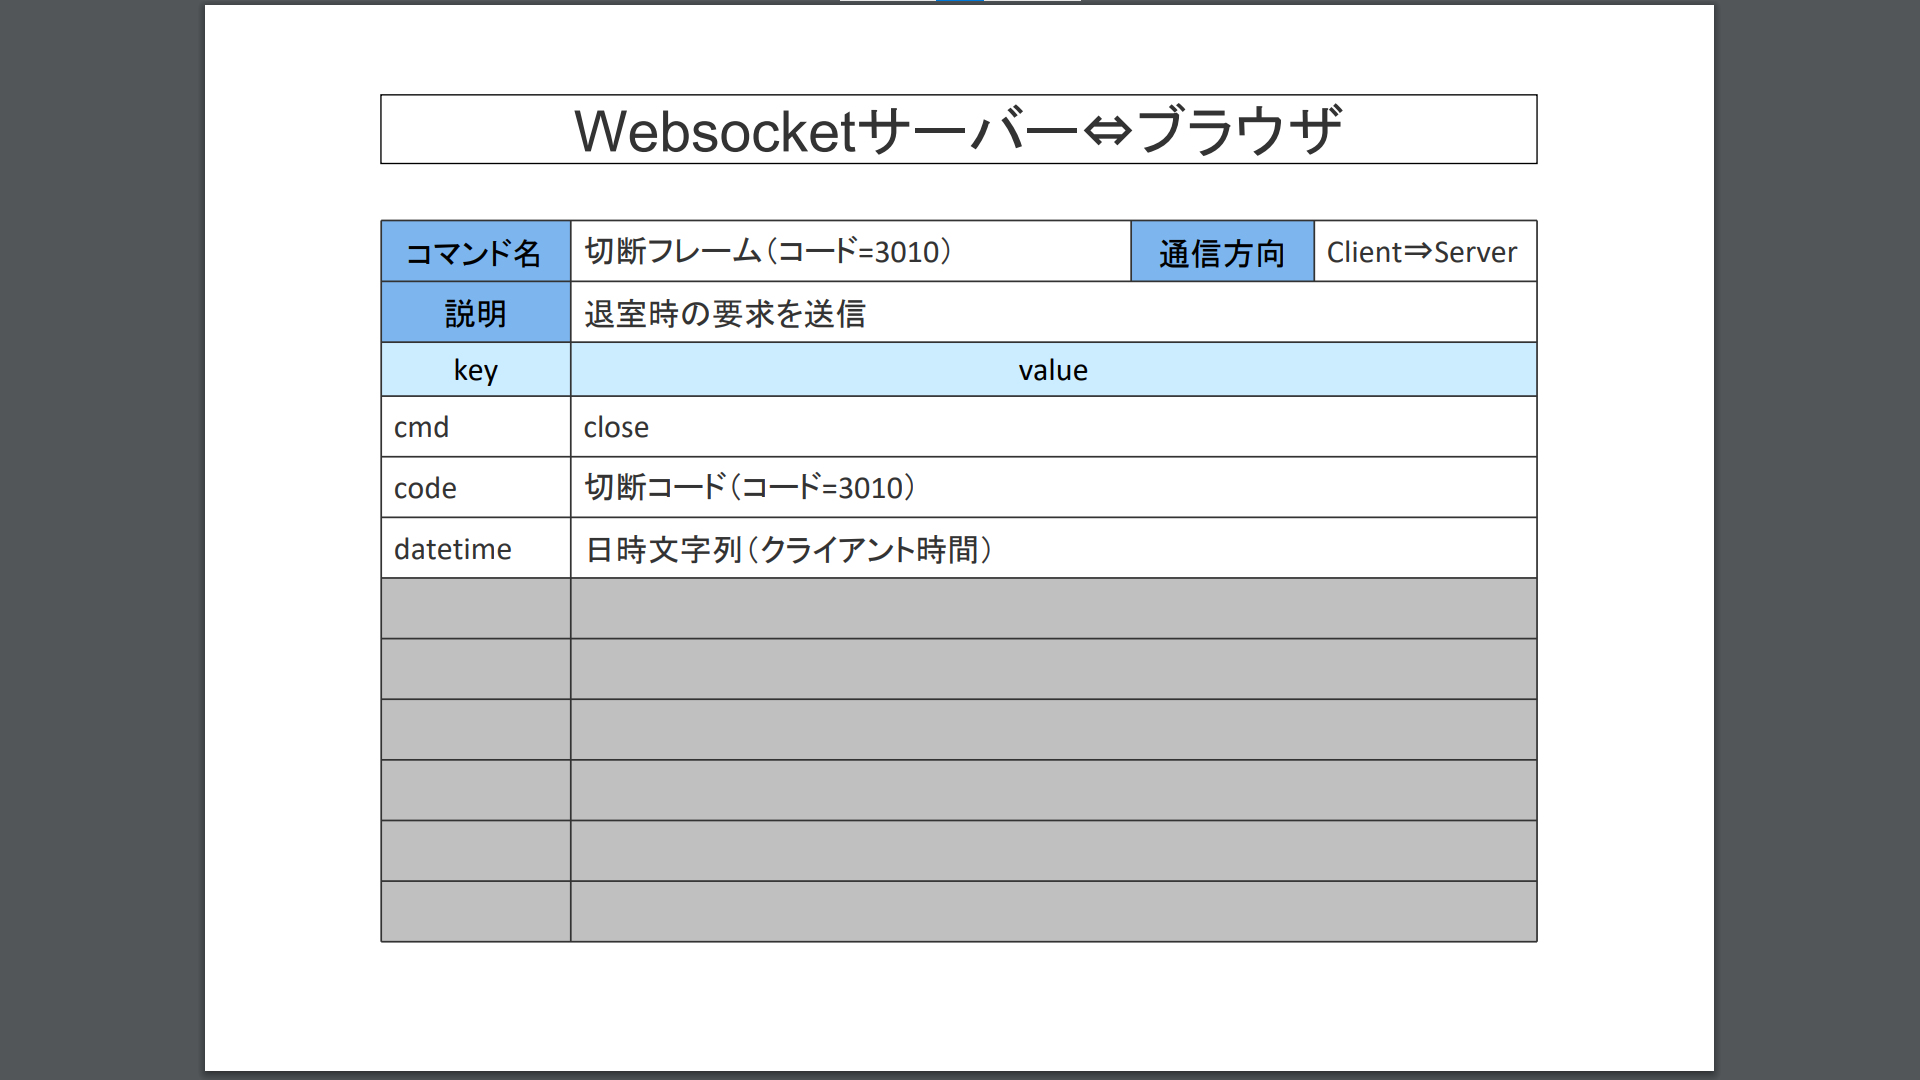 Websocketサーバー⇔ブラウザ
コマンド名 切断フレーム（コード=3010） 通信方向 Client⇒Server
説明 退室時の要求を送信
key value
cmd close
code 切断コード（コード=3010）
datetime 日時文字列（クライアント時間）